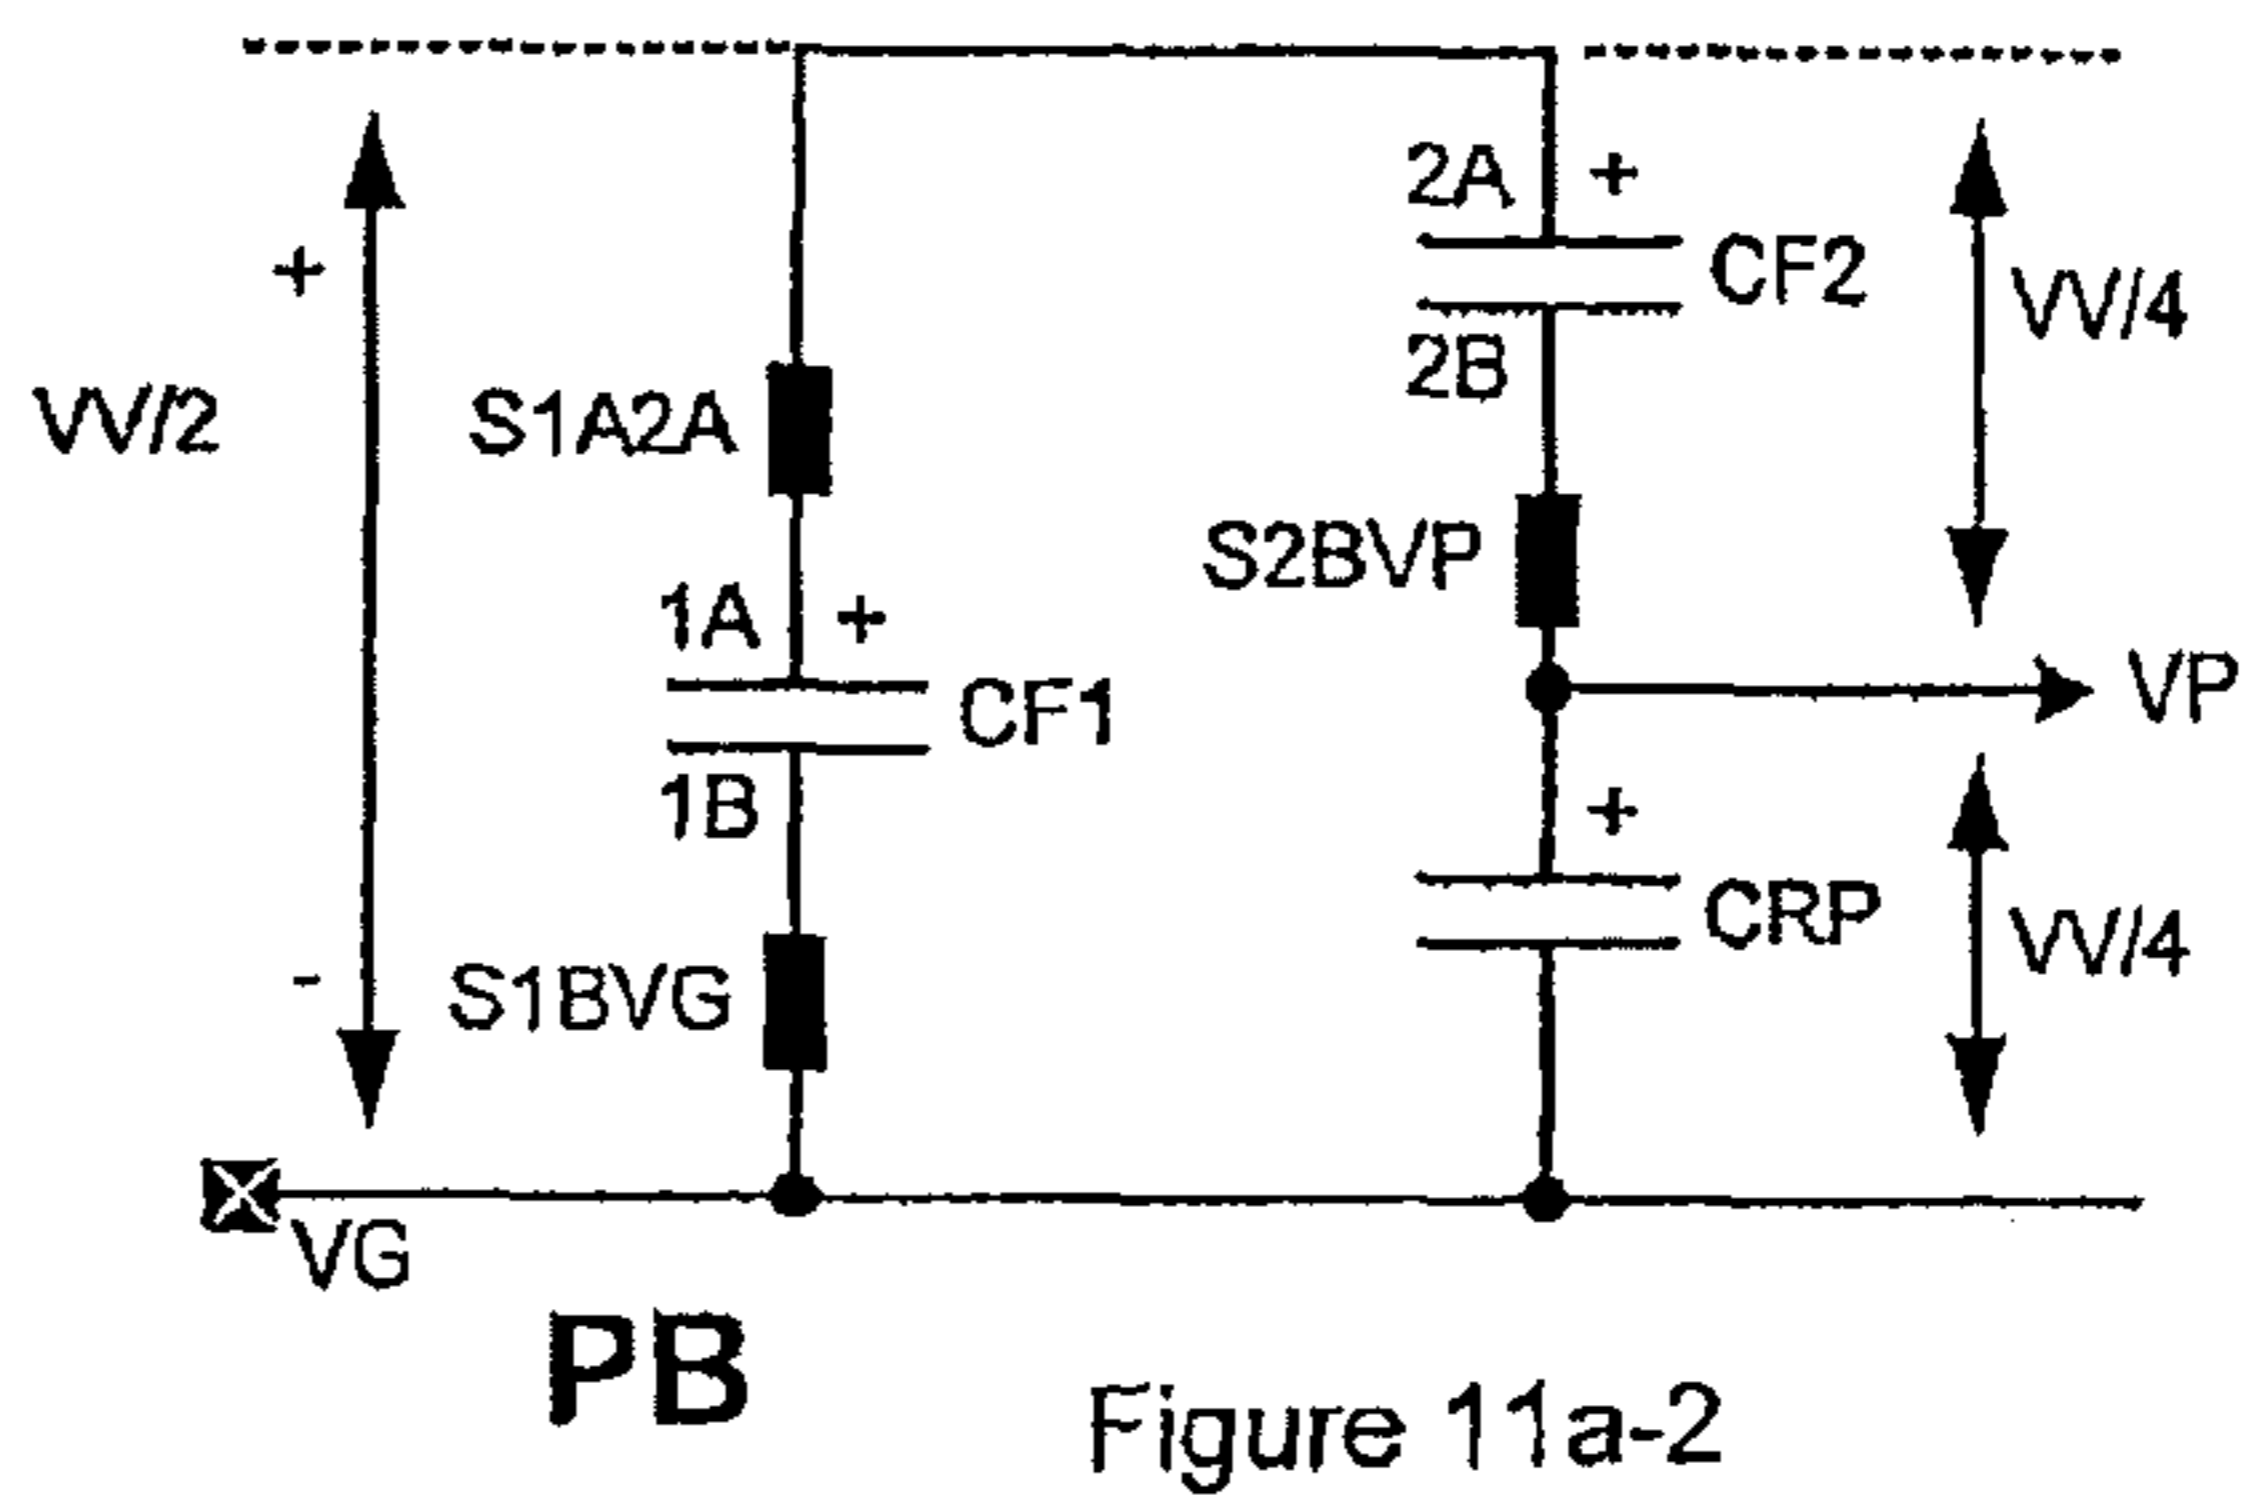 2A +
CF2
VV/4
+
VV/2
S1A2A
2B
S2BVP
1A +
CF1
VP
1B
+
CRP
VV/4
-
S1BVG
VG
PB
Figure 11a-2